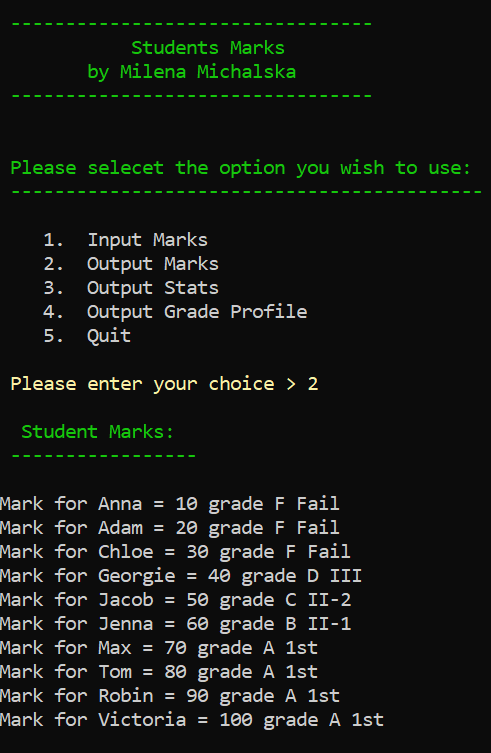 ---------------------------------
Students Marks
by Milena Michalska
---------------------------------
Please selecet the option you wish to use:
-------------------------------------------
1. Input Marks
2. Output Marks
3. Output Stats
4. Output Grade Profile
5. Quit
Please enter your choice > 2
Student Marks:
-----------------
Mark for Anna = 10 grade F Fail
Mark for Adam = 20 grade F Fail
Mark for Chloe = 30 grade F Fail
Mark for Georgie = 40 grade D III
Mark for Jacob = 50 grade C II-2
Mark for Jenna = 60 grade B II-1
Mark for Max = 70 grade A 1st
Mark for Tom = 80 grade A 1st
Mark for Robin = 90 grade A 1st
Mark for Victoria = 100 grade A 1st